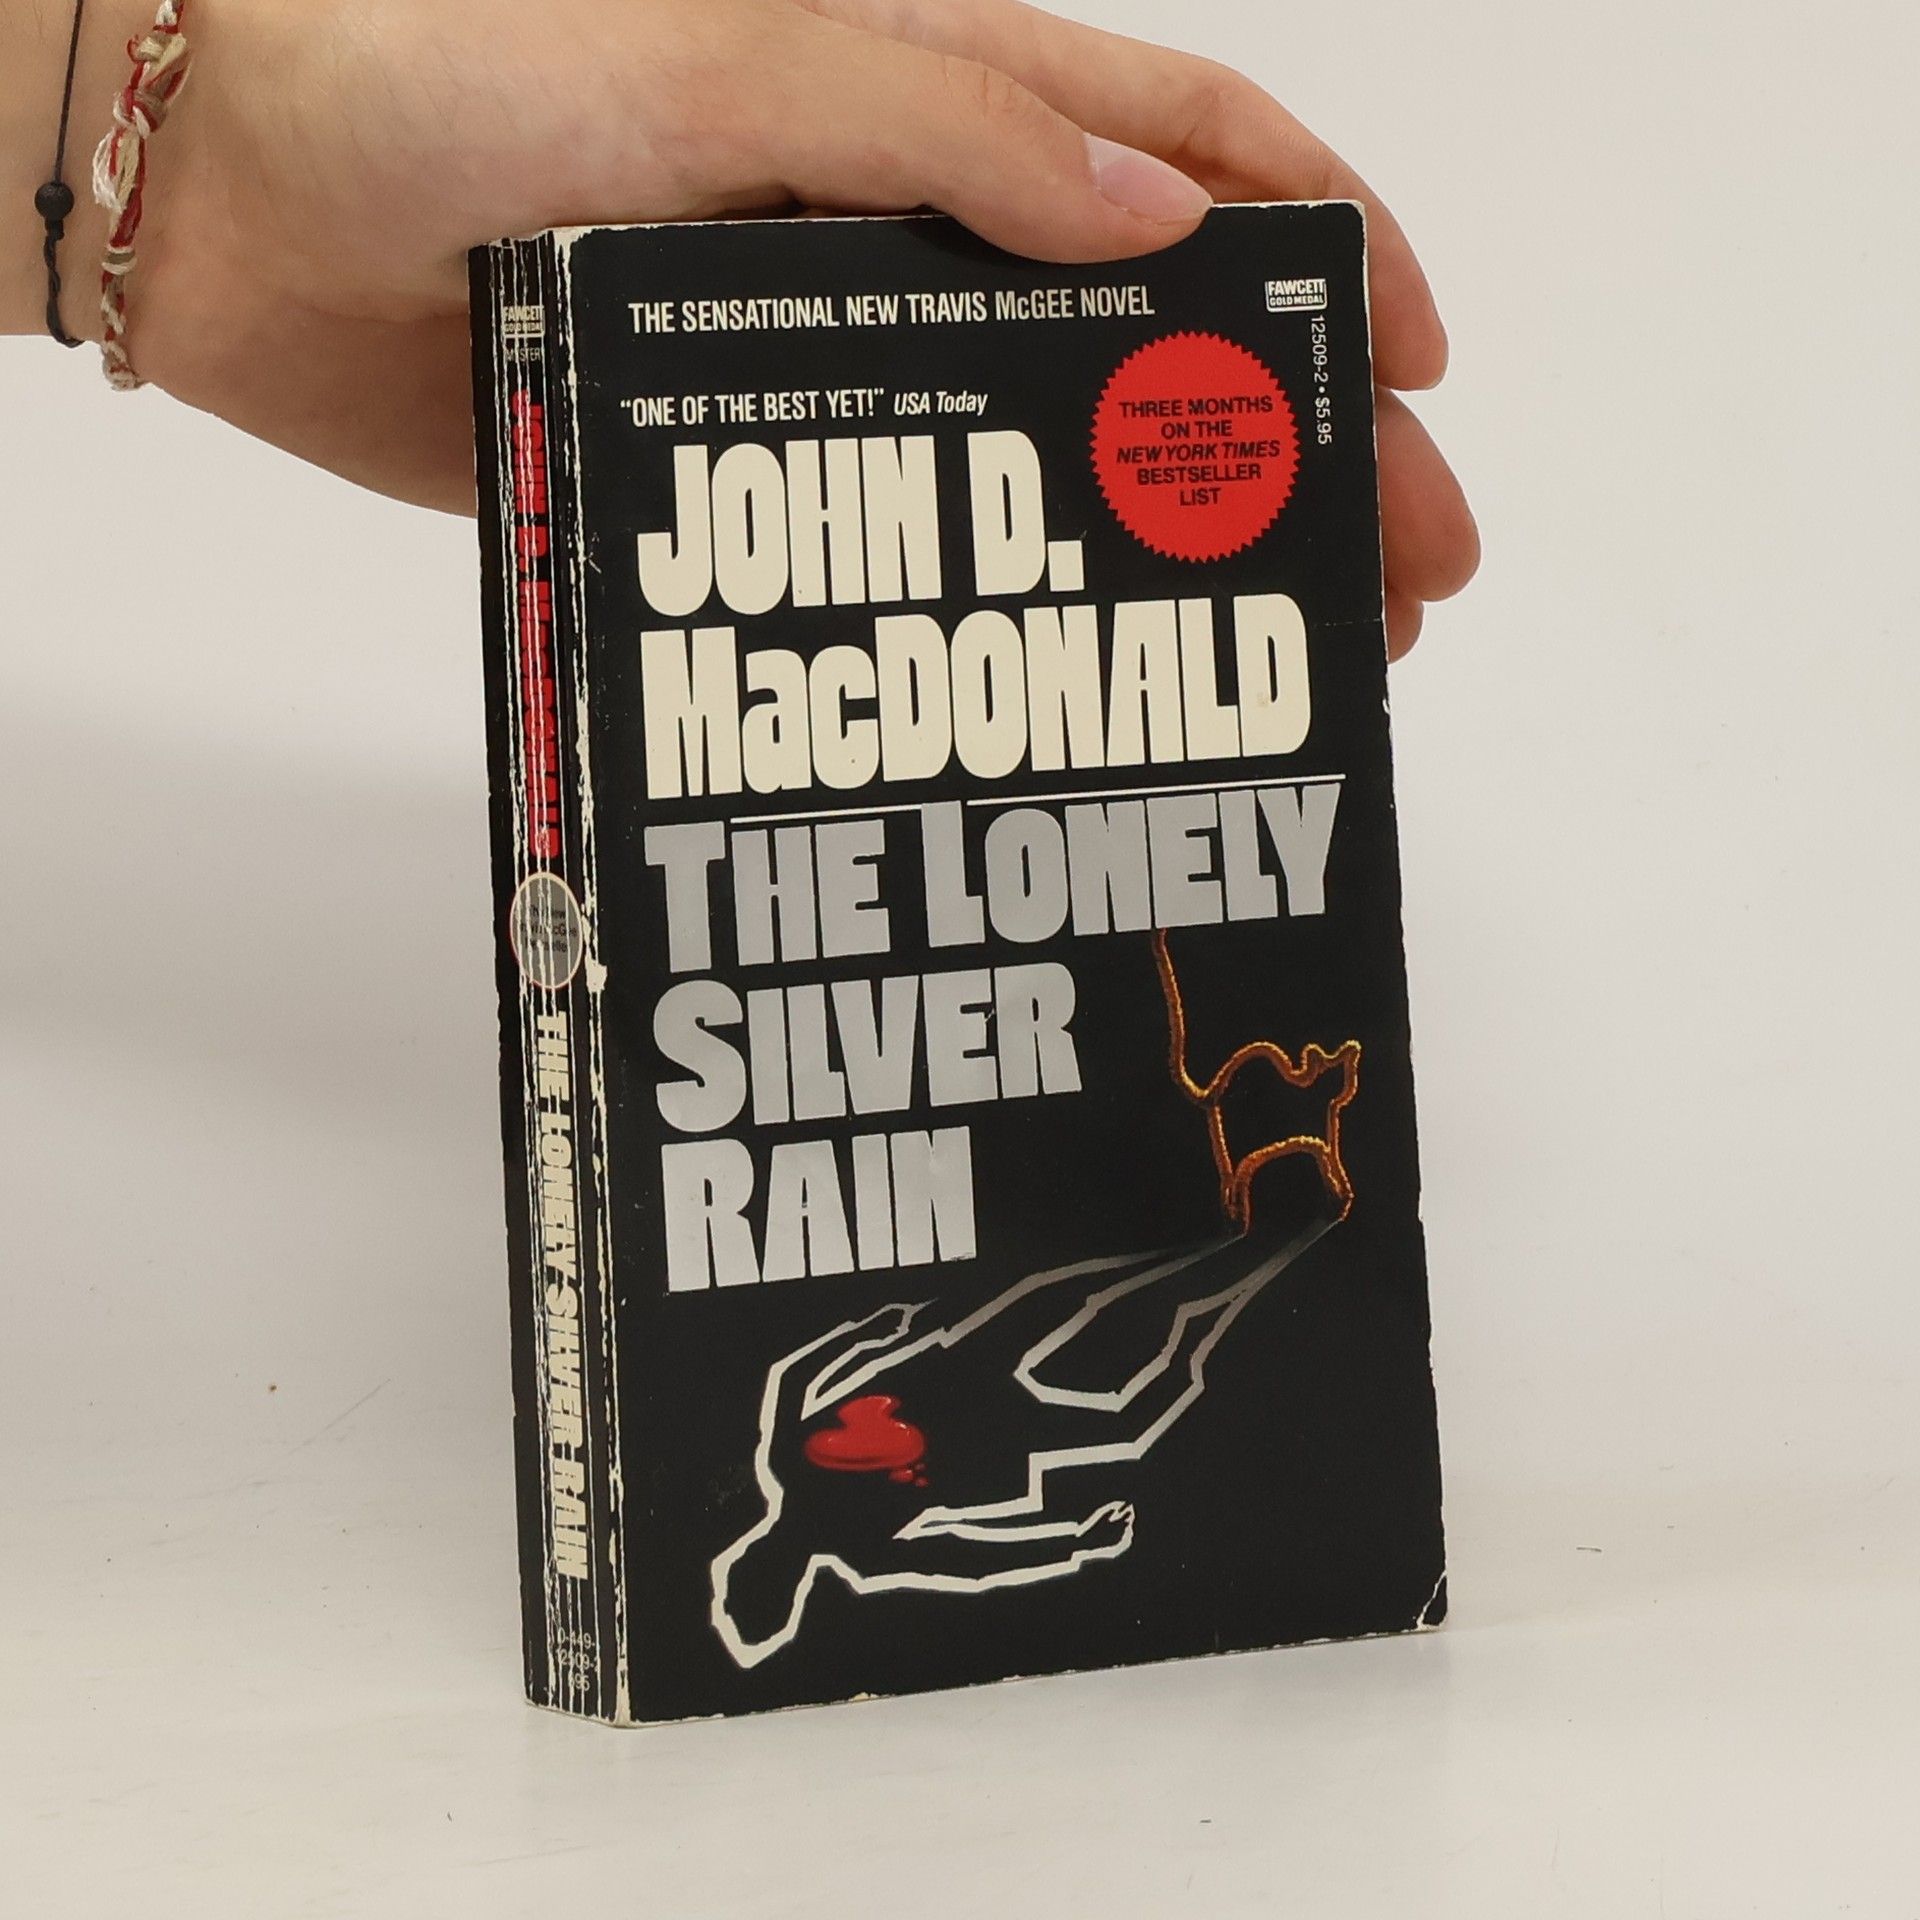 THE SENSATIONAL NEW TRAVIS McGEE NOVEL
FAWCETT
GOLD MEDAL
12509-2 • $5.95
"ONE OF THE BEST YET!" USA Today
THREE MONTHS
ON THE
NEW YORK TIMES
BESTSELLER
LIST
JOHN D.
MacDONALD
THE LONELY
SILVER
RAIN
FAWCETT
GOLD MEDAL
MYSTERY
JOHN D. MacDONALD
THE LONELY SILVER RAIN
0-449-